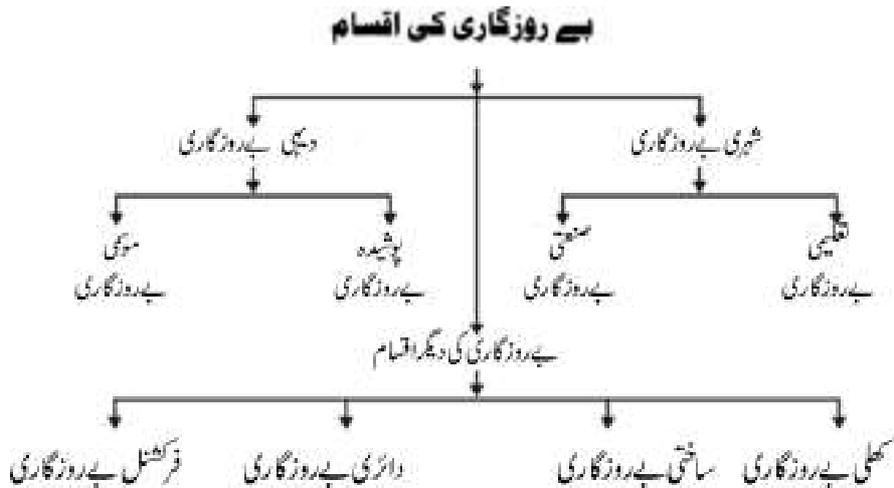 بے روزگاری کی اقسام
شہری بے روزگاری
دیہی بے روزگاری
تعلیمی
بے روزگاری
صنعتی
بے روزگاری
پوشیدہ
بے روزگاری
موسمی
بے روزگاری
بے روزگاری کی دیگر اقسام
کھلی بے روزگاری
ساختی بے روزگاری
دائری بے روزگاری
فرکشنل بے روزگاری